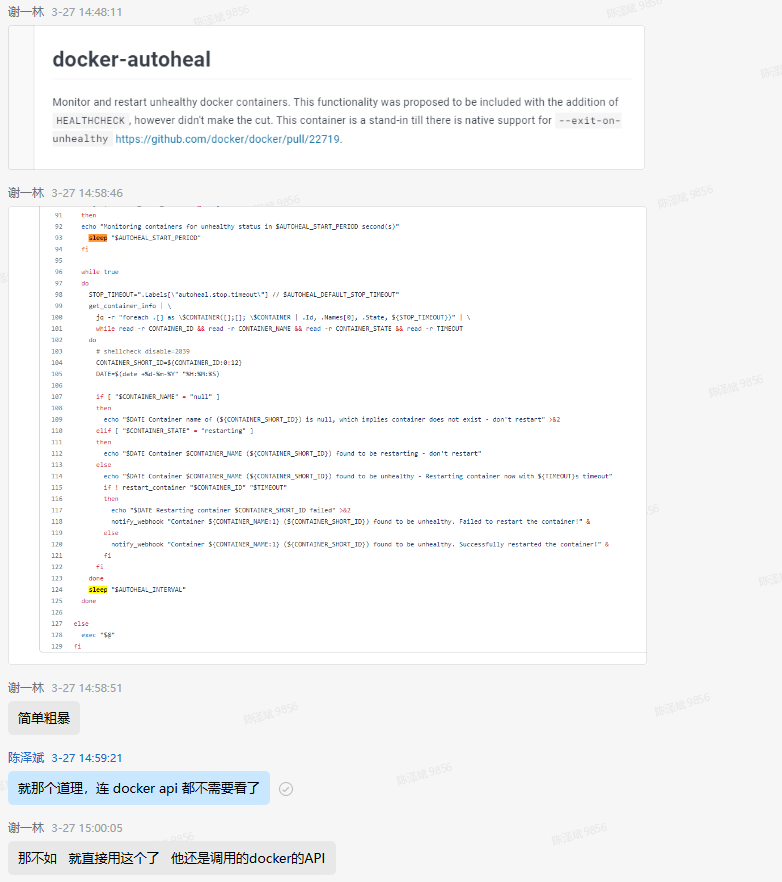 谢一林 3-27 14:48:11
docker-autoheal
Monitor and restart unhealthy docker containers. This functionality was proposed to be included with the addition of
HEALTHCHECK , however didn't make the cut. This container is a stand-in till there is native support for --exit-on-
unhealthy https://github.com/docker/docker/pull/22719.
谢一林 3-27 14:58:46
91 then
92 echo "Monitoring containers for unhealthy status in $AUTOHEAL_START_PERIOD second(s)"
93 sleep "$AUTOHEAL_START_PERIOD"
94 fi
95
96 while true
97 do
98 STOP_TIMEOUT=".Labels[\"autoheal.stop.timeout\"] // $AUTOHEAL_DEFAULT_STOP_TIMEOUT"
99 get_container_info | \
100 jq -r "foreach .[] as \$CONTAINER([];[]; \$CONTAINER | .Id, .Names[0], .State, ${STOP_TIMEOUT})" | \
101 while read -r CONTAINER_ID && read -r CONTAINER_NAME && read -r CONTAINER_STATE && read -r TIMEOUT
102 do
103 # shellcheck disable=2039
104 CONTAINER_SHORT_ID=${CONTAINER_ID:0:12}
105 DATE=$(date +%d-%m-%Y" "%H:%M:%S)
106
107 if [ "$CONTAINER_NAME" = "null" ]
108 then
109 echo "$DATE Container name of (${CONTAINER_SHORT_ID}) is null, which implies container does not exist - don't restart" >&2
110 elif [ "$CONTAINER_STATE" = "restarting" ]
111 then
112 echo "$DATE Container $CONTAINER_NAME (${CONTAINER_SHORT_ID}) found to be restarting - don't restart"
113 else
114 echo "$DATE Container $CONTAINER_NAME (${CONTAINER_SHORT_ID}) found to be unhealthy - Restarting container now with ${TIMEOUT}s timeout"
115 if ! restart_container "$CONTAINER_ID" "$TIMEOUT"
116 then
117 echo "$DATE Restarting container $CONTAINER_SHORT_ID failed" >&2
118 notify_webhook "Container ${CONTAINER_NAME:1} (${CONTAINER_SHORT_ID}) found to be unhealthy. Failed to restart the container!" &
119 else
120 notify_webhook "Container ${CONTAINER_NAME:1} (${CONTAINER_SHORT_ID}) found to be unhealthy. Successfully restarted the container!" &
121 fi
122 fi
123 done
124 sleep "$AUTOHEAL_INTERVAL"
125 done
126
127 else
128 exec "$@"
129 fi
谢一林 3-27 14:58:51
简单粗暴
陈泽斌 3-27 14:59:21
就那个道理，连 docker api 都不需要看了
谢一林 3-27 15:00:05
那不如 就直接用这个了 他还是调用的docker的API
陈泽斌 9856